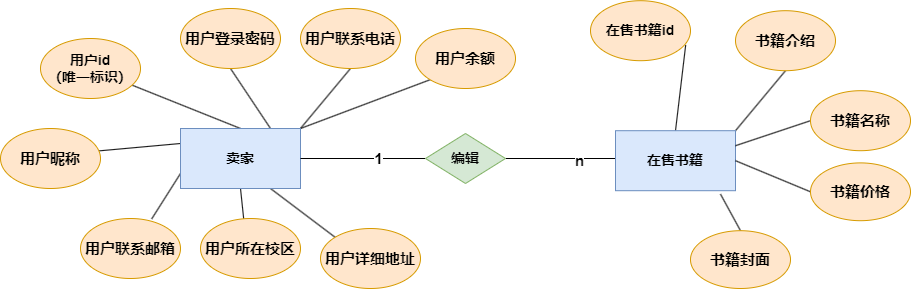 用户登录密码
用户联系电话
在售书籍id
书籍介绍
用户id
（唯一标识）
用户余额
书籍名称
用户昵称
卖家
1
编辑
n
在售书籍
书籍价格
用户联系邮箱
用户所在校区
用户详细地址
书籍封面